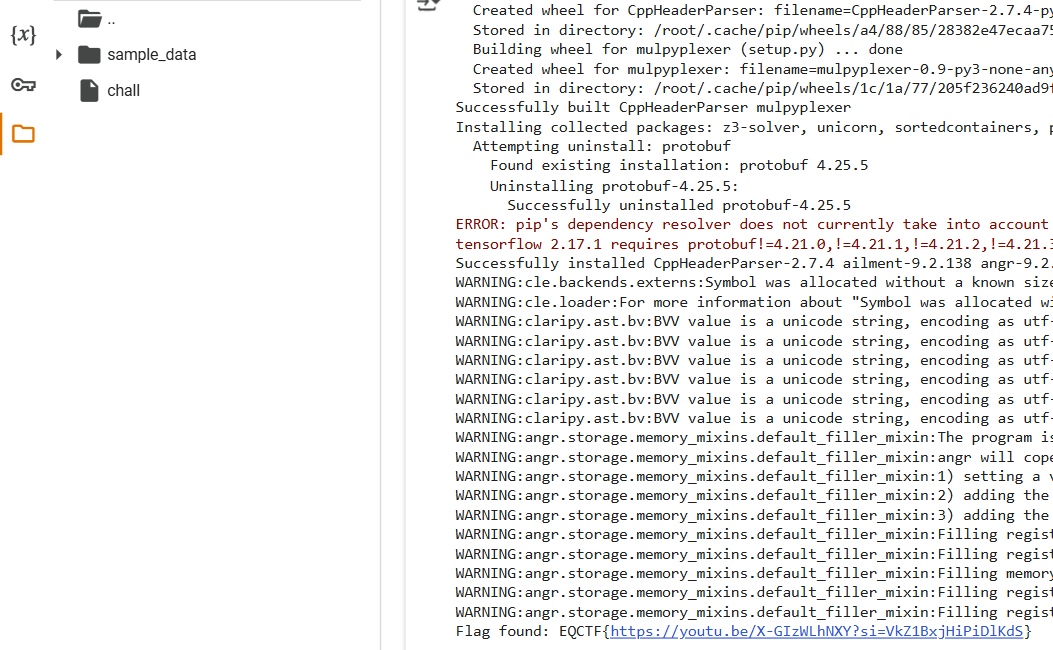 {x}
..
sample_data
chall
Created wheel for CppHeaderParser: filename=CppHeaderParser-2.7.4-py
Stored in directory: /root/.cache/pip/wheels/a4/88/85/28382e47ecaa75
Building wheel for mulpyplexer (setup.py) ... done
Created wheel for mulpyplexer: filename=mulpyplexer-0.9-py3-none-any
Stored in directory: /root/.cache/pip/wheels/1c/1a/77/205f236240ad9f
Successfully built CppHeaderParser mulpyplexer
Installing collected packages: z3-solver, unicorn, sortedcontainers, p
Attempting uninstall: protobuf
Found existing installation: protobuf 4.25.5
Uninstalling protobuf-4.25.5:
Successfully uninstalled protobuf-4.25.5
ERROR: pip's dependency resolver does not currently take into account
tensorflow 2.17.1 requires protobuf!=4.21.0,!=4.21.1,!=4.21.2,!=4.21.3
Successfully installed CppHeaderParser-2.7.4 ailment-9.2.138 angr-9.2.
WARNING:cle.backends.externs:Symbol was allocated without a known size
WARNING:cle.loader:For more information about "Symbol was allocated wi
WARNING:claripy.ast.bv:BVV value is a unicode string, encoding as utf-
WARNING:claripy.ast.bv:BVV value is a unicode string, encoding as utf-
WARNING:claripy.ast.bv:BVV value is a unicode string, encoding as utf-
WARNING:claripy.ast.bv:BVV value is a unicode string, encoding as utf-
WARNING:claripy.ast.bv:BVV value is a unicode string, encoding as utf-
WARNING:claripy.ast.bv:BVV value is a unicode string, encoding as utf-
WARNING:angr.storage.memory_mixins.default_filler_mixin:The program is
WARNING:angr.storage.memory_mixins.default_filler_mixin:angr will cope
WARNING:angr.storage.memory_mixins.default_filler_mixin:1) setting a v
WARNING:angr.storage.memory_mixins.default_filler_mixin:2) adding the
WARNING:angr.storage.memory_mixins.default_filler_mixin:3) adding the
WARNING:angr.storage.memory_mixins.default_filler_mixin:Filling regist
WARNING:angr.storage.memory_mixins.default_filler_mixin:Filling regist
WARNING:angr.storage.memory_mixins.default_filler_mixin:Filling memory
WARNING:angr.storage.memory_mixins.default_filler_mixin:Filling regist
WARNING:angr.storage.memory_mixins.default_filler_mixin:Filling regist
Flag found: EQCTF{https://youtu.be/X-GIzWLhNXY?si=VkZ1BxjHiPiDlKdS}